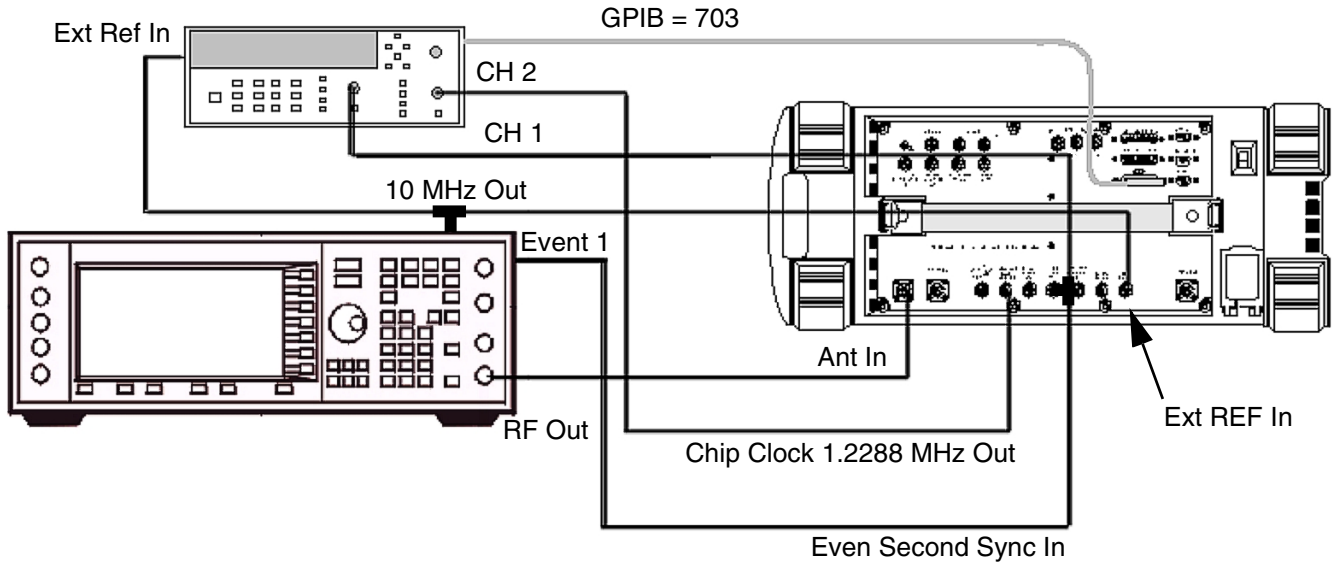 GPIB = 703
Ext Ref In
CH 2
CH 1
10 MHz Out
Event 1
Ant In
Ext REF In
RF Out
Chip Clock 1.2288 MHz Out
Even Second Sync In